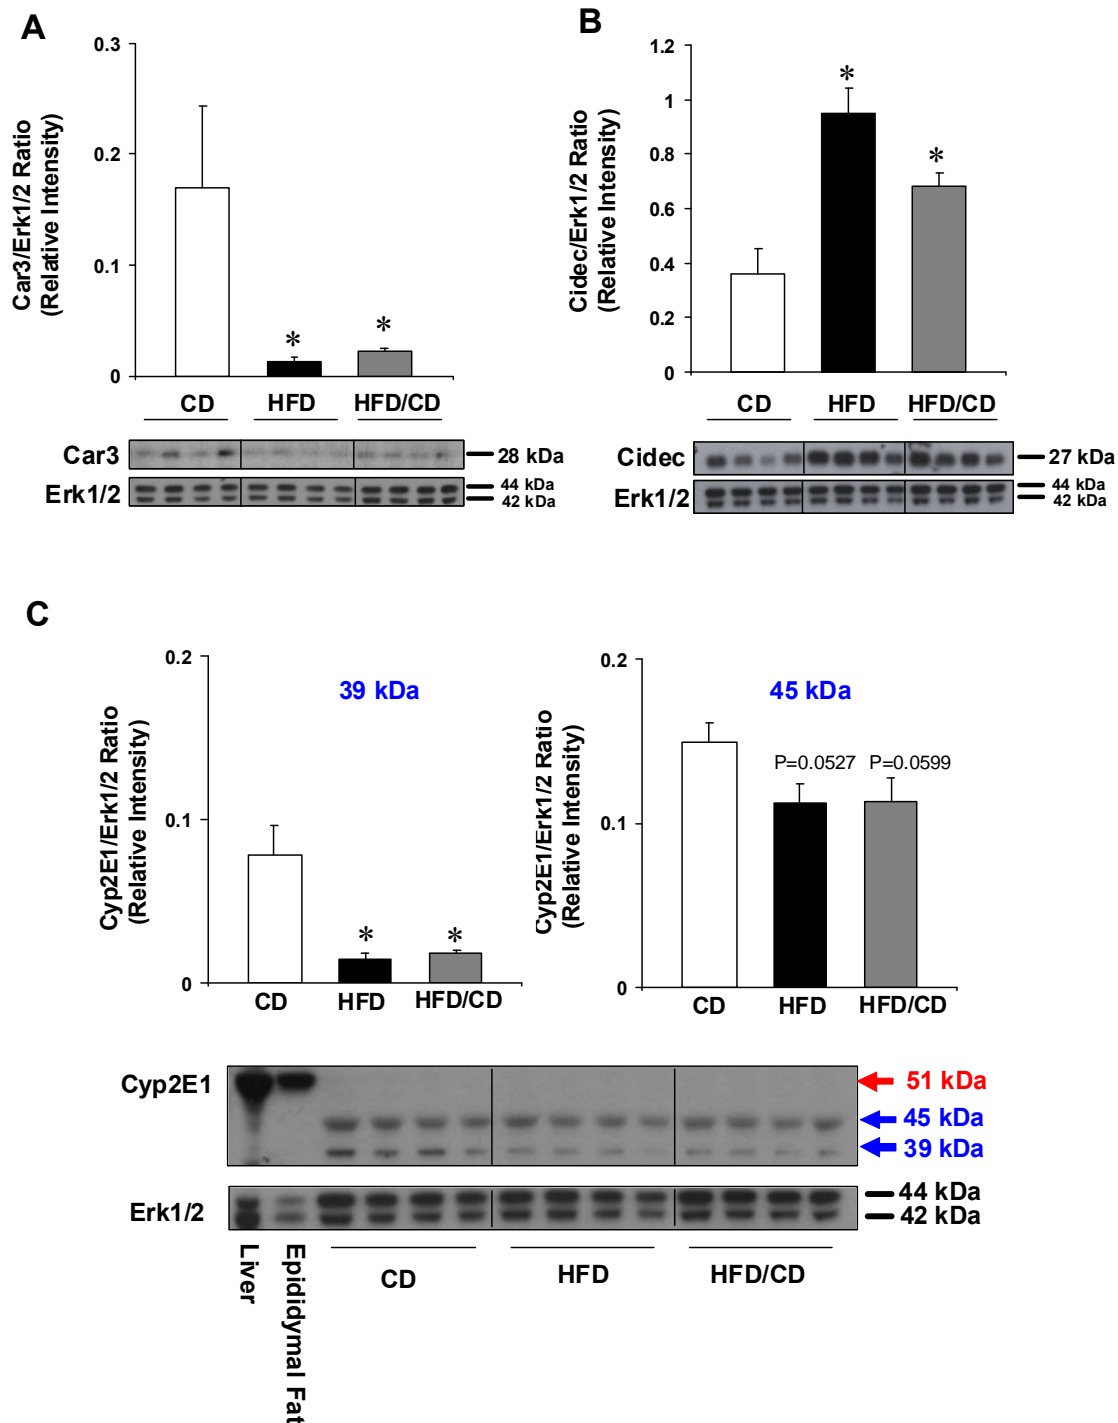 A
Car3/Erk1/2 Ratio
(Relative Intensity)
0.3
0.2
0.1
0
*
*
CD
HFD
HFD/CD
Car3
28 kDa
Erk1/2
44 kDa
42 kDa
B
Cidec/Erk1/2 Ratio
(Relative Intensity)
1.2
1
0.8
0.6
0.4
0.2
0
*
*
CD
HFD
HFD/CD
Cidec
27 kDa
Erk1/2
44 kDa
42 kDa
C
Cyp2E1/Erk1/2 Ratio
(Relative Intensity)
0.2
0.1
0
39 kDa
*
*
CD
HFD
HFD/CD
Cyp2E1/Erk1/2 Ratio
(Relative Intensity)
0.2
0.1
0
45 kDa
P=0.0527
P=0.0599
CD
HFD
HFD/CD
Cyp2E1
51 kDa
45 kDa
39 kDa
Erk1/2
44 kDa
42 kDa
Liver
Epididymal Fat
CD
HFD
HFD/CD